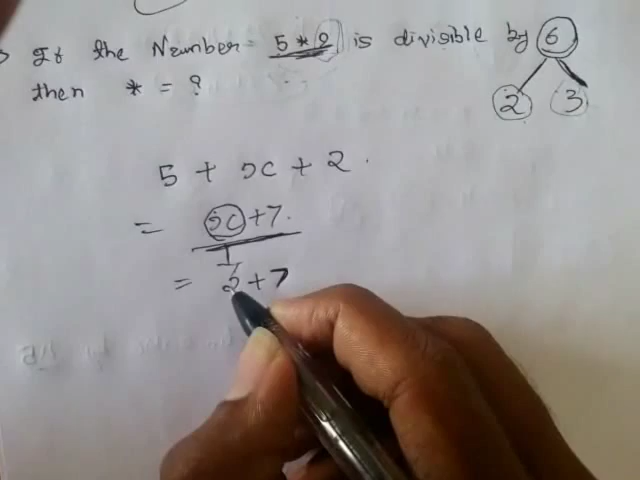 If the Number 5 * 2 is divisible by 6
then * = ?
2 3
5 + x + 2.
= x + 7.
= 2 + 7